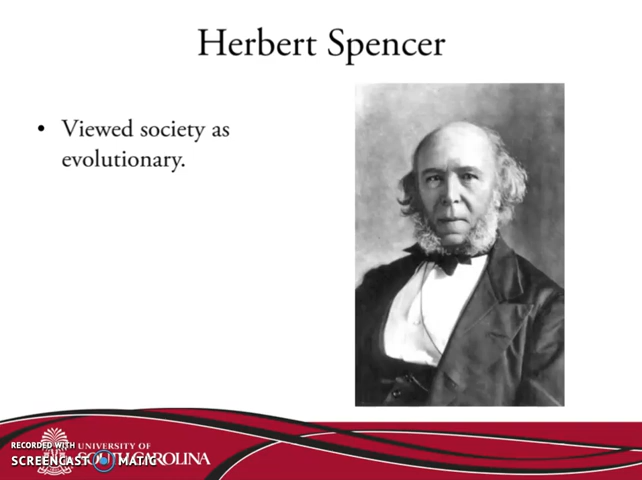 Herbert Spencer
• Viewed society as
evolutionary.
RECORDED WITH
SCREENCAST MATIC
UNIVERSITY OF
SOUTH CAROLINA